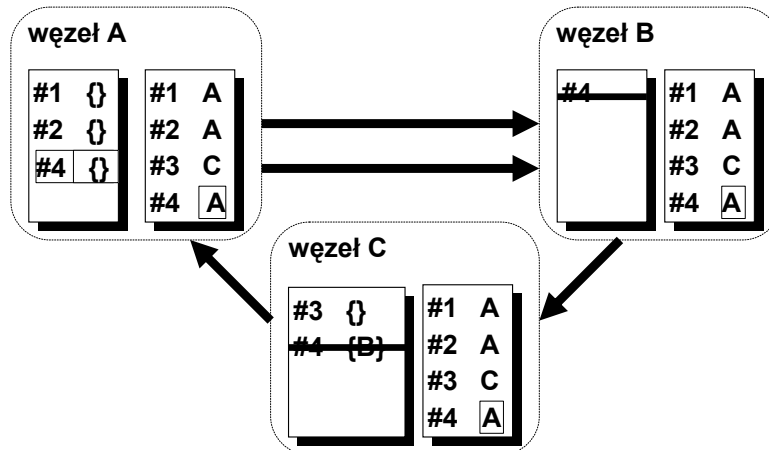 węzeł A
#1 {}
#2 {}
#4 {}
#1 A
#2 A
#3 C
#4 A
węzeł B
#4
#1 A
#2 A
#3 C
#4 A
węzeł C
#3 {}
#4 {B}
#1 A
#2 A
#3 C
#4 A